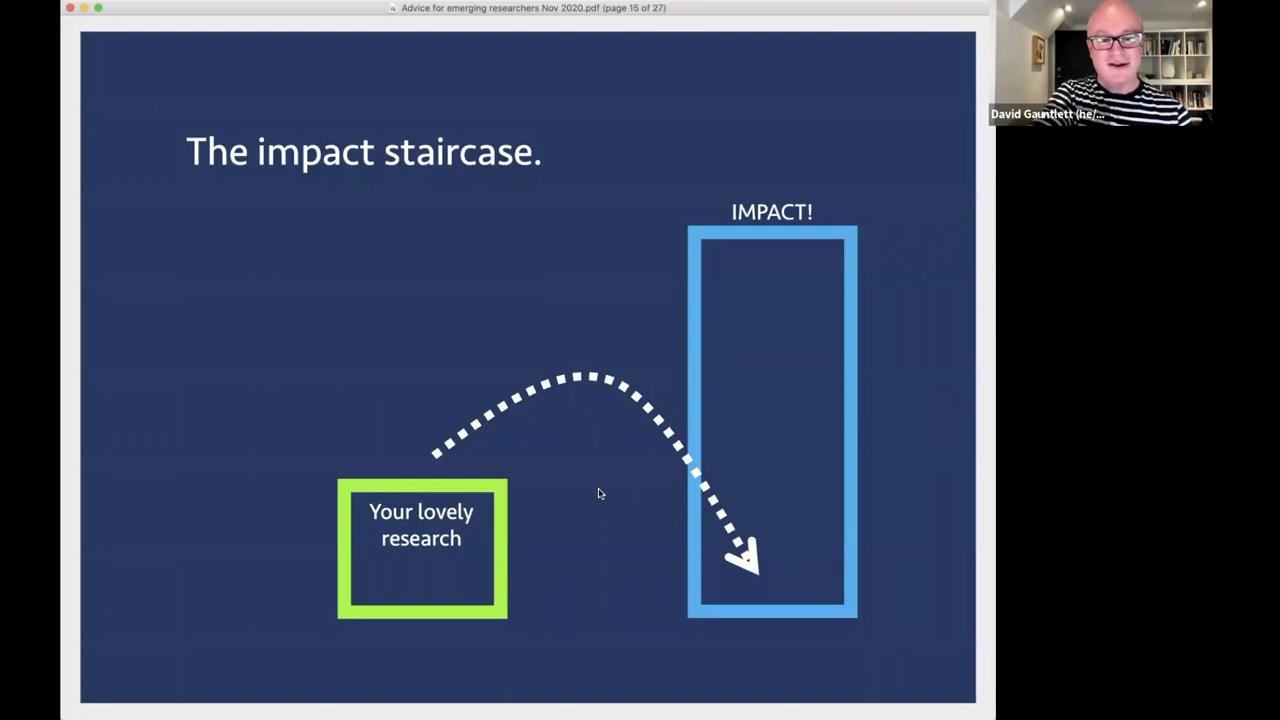 Advice for emerging researchers Nov 2020.pdf (page 15 of 27)
David Gauntlett (he/...
The impact staircase.
IMPACT!
Your lovely
research